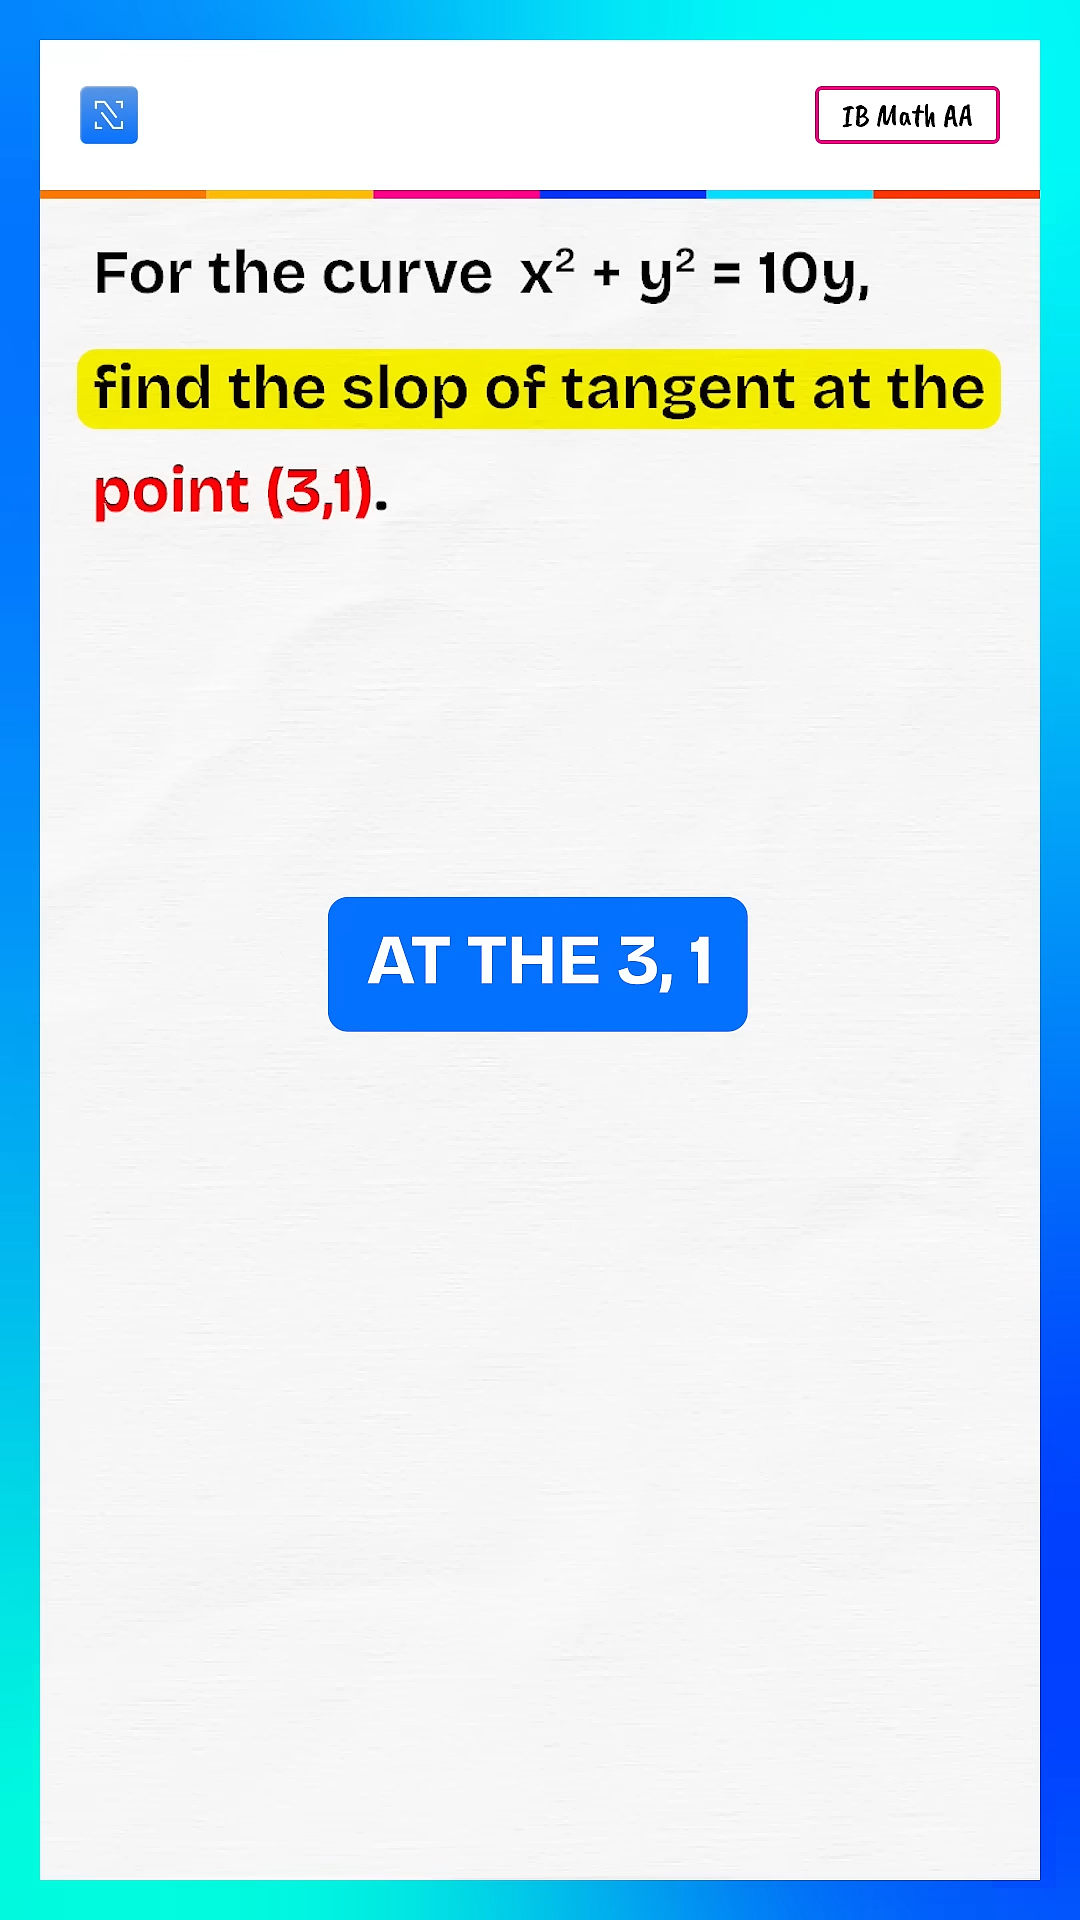 IB Math AA
For the curve x² + y² = 10y,
find the slop of tangent at the
point (3,1).
AT THE 3, 1